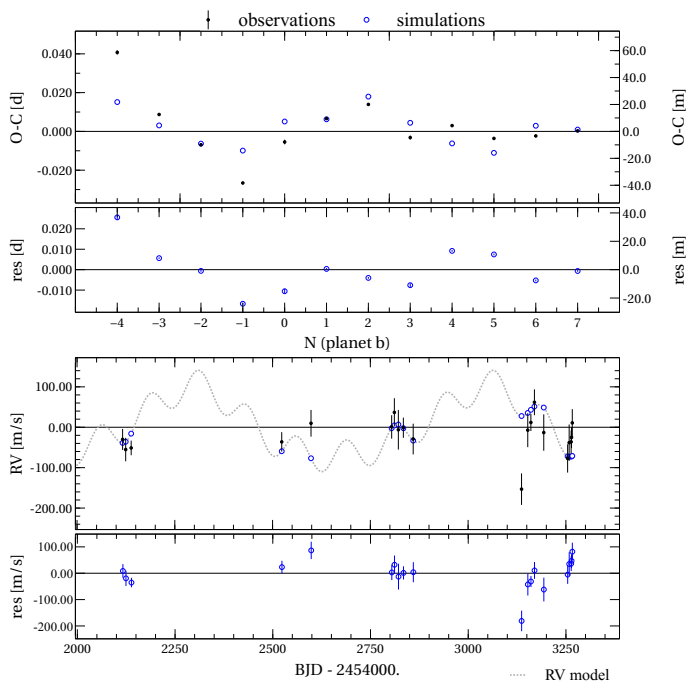 observations simulations
O-C [d]
0.040
0.020
0.000
-0.020
60.0
40.0
20.0
0.0
-20.0
-40.0
O-C [m]
res [d]
0.020
0.010
0.000
-0.010
40.0
20.0
0.0
-20.0
res [m]
−4 −3 −2 −1 0 1 2 3 4 5 6 7
N (planet b)
RV [m/s]
100.00
0.00
-100.00
-200.00
res [m/s]
100.00
0.00
-100.00
-200.00
2000 2250 2500 2750 3000 3250
BJD - 2454000.
RV model